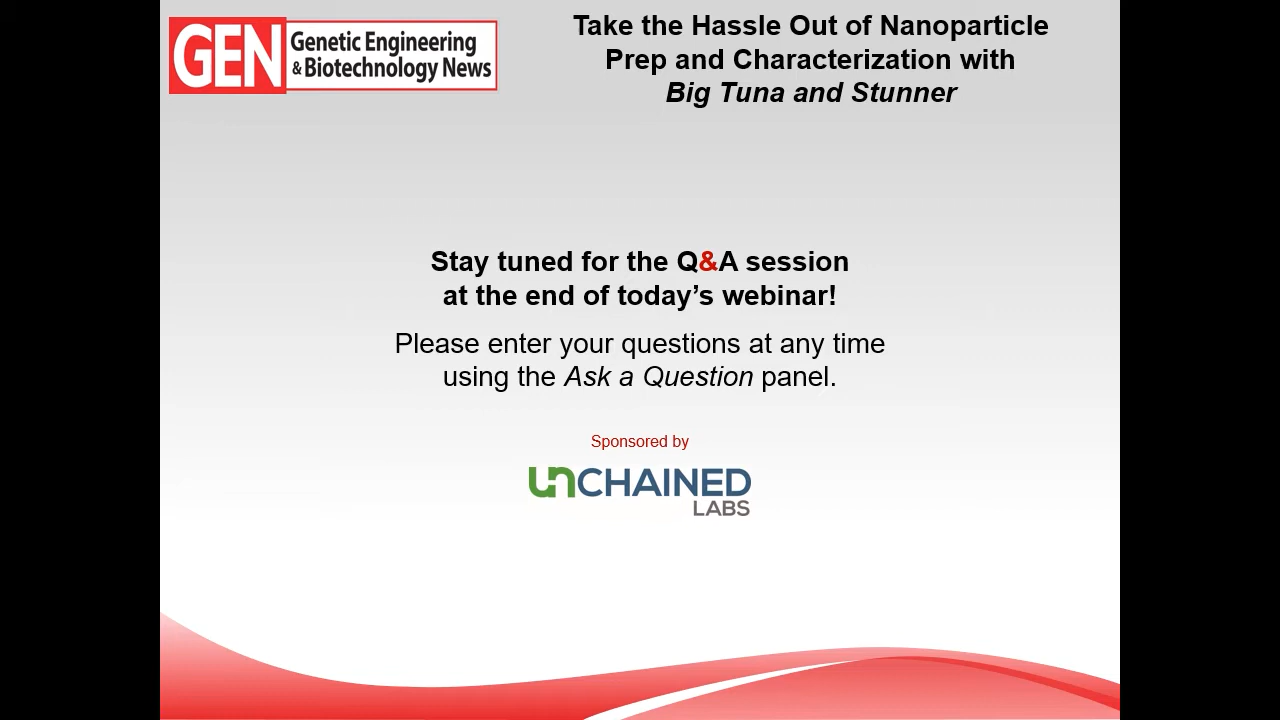 GEN Genetic Engineering
& Biotechnology News
Take the Hassle Out of Nanoparticle
Prep and Characterization with
Big Tuna and Stunner
Stay tuned for the Q&A session
at the end of today’s webinar!
Please enter your questions at any time
using the Ask a Question panel.
Sponsored by
UNCHAINED
LABS